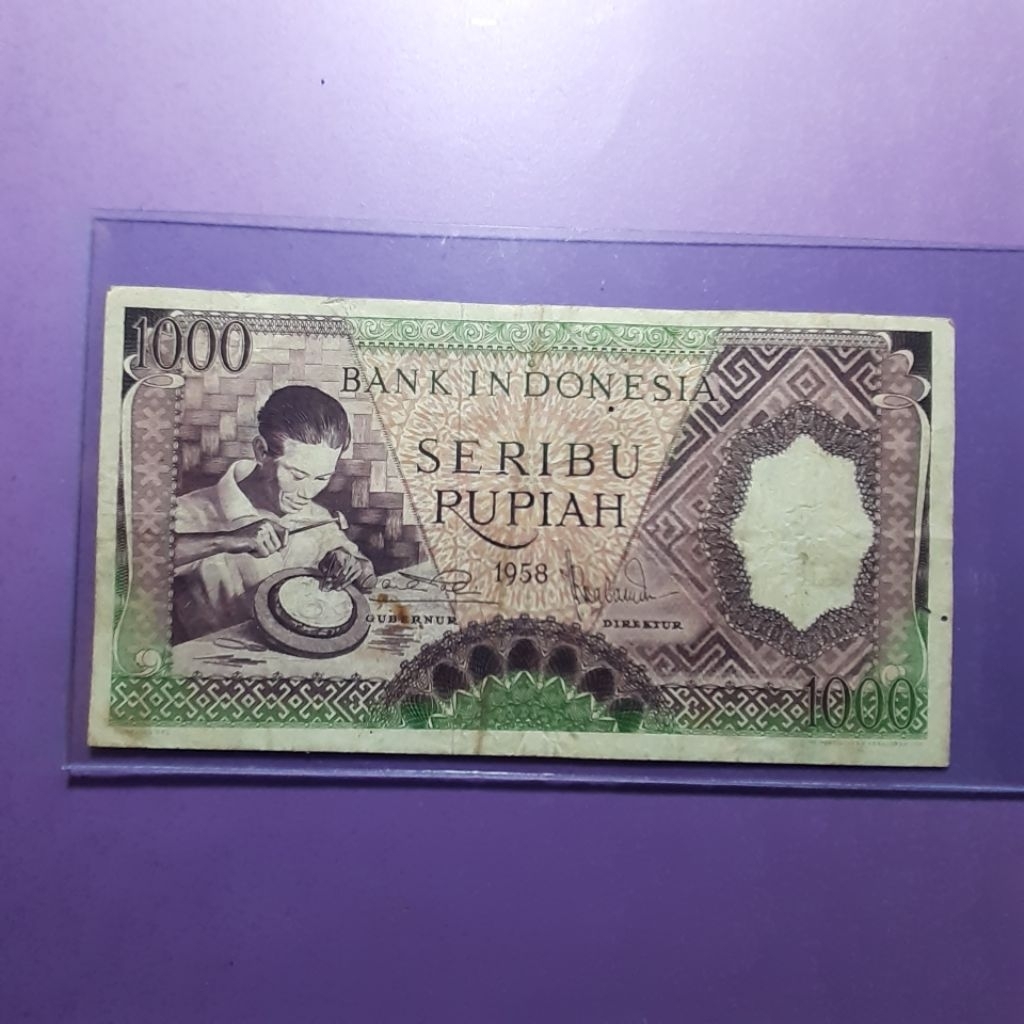 1000
BANK INDONESIA
SERIBU
RUPIAH
1958
GUBERNUR
DIREKTUR
1000